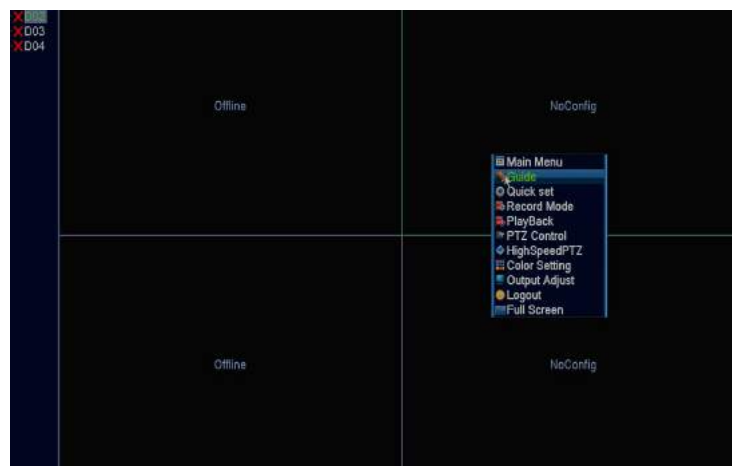 D02
D03
D04
Offline
NoConfig
Main Menu
Guide
Quick set
Record Mode
PlayBack
PTZ Control
HighSpeedPTZ
Color Setting
Output Adjust
Logout
Full Screen
Offline
NoConfig